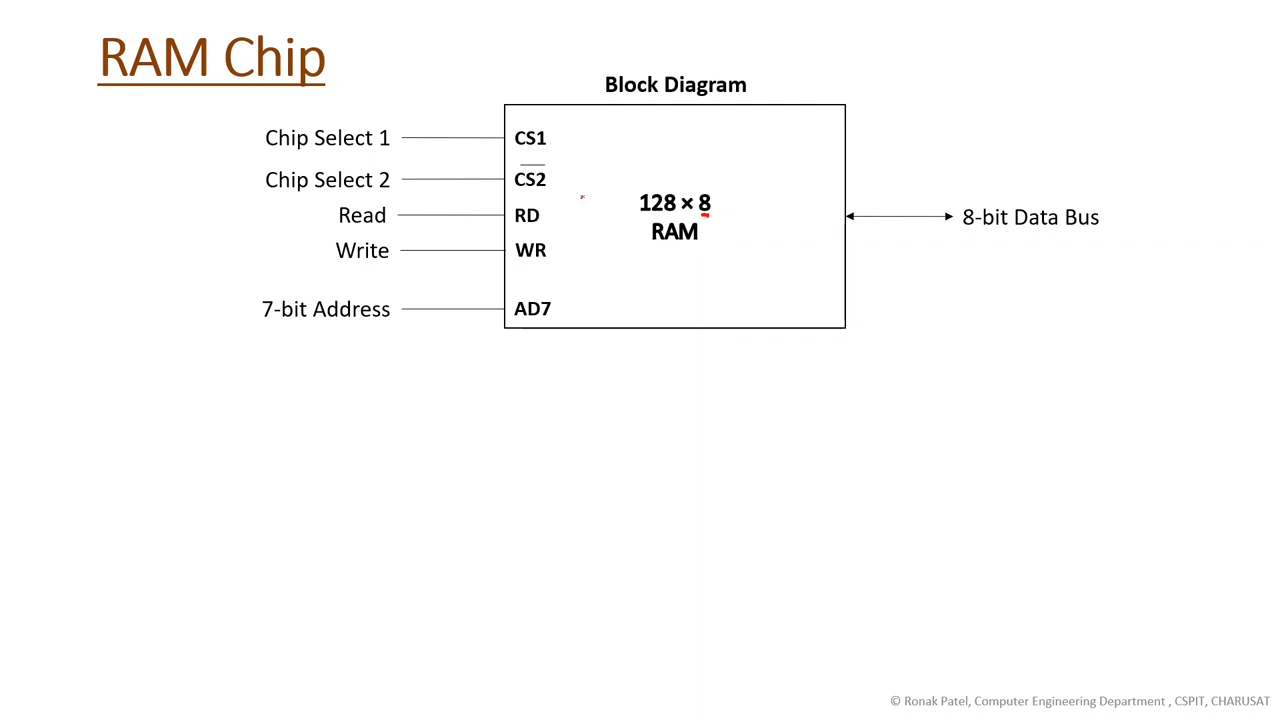 RAM Chip
Block Diagram
Chip Select 1
CS1
Chip Select 2
C̅S̅2̅
Read
RD
Write
WR
7-bit Address
AD7
128 × 8
RAM
8-bit Data Bus
© Ronak Patel, Computer Engineering Department , CSPIT, CHARUSAT